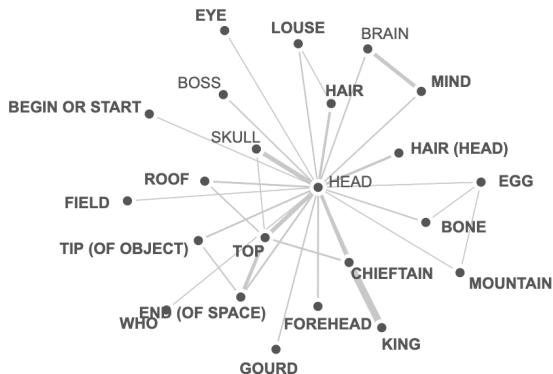 EYE
LOUSE
BRAIN
BOSS
HAIR
MIND
BEGIN OR START
SKULL
HAIR (HEAD)
ROOF
HEAD
EGG
FIELD
TIP (OF OBJECT)
TOP
BONE
CHIEFTAIN
MOUNTAIN
END (OF SPACE)
WHO
FOREHEAD
KING
GOURD